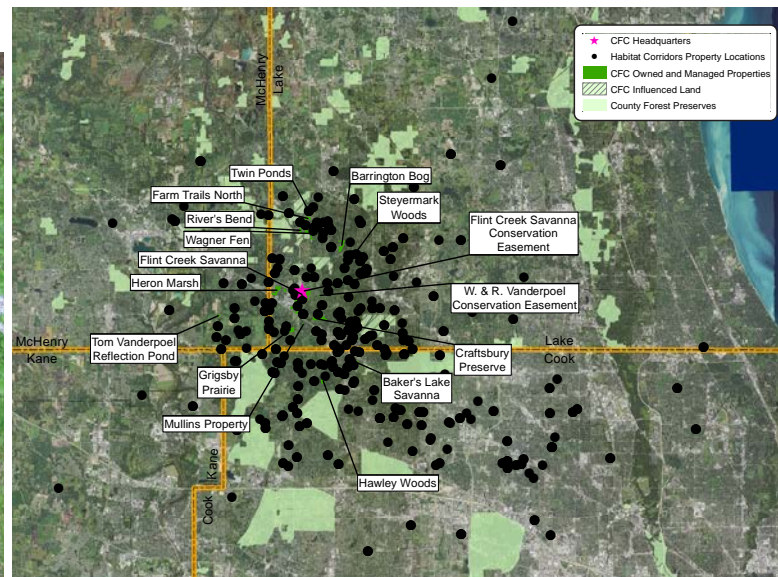 CFC Headquarters
Habitat Corridors Property Locations
CFC Owned and Managed Properties
CFC Influenced Land
County Forest Preserves
McHenry
Lake
Twin Ponds
Barrington Bog
Farm Trails North
Steyermark
Woods
River's Bend
Flint Creek Savanna
Conservation
Easement
Wagner Fen
Flint Creek Savanna
Heron Marsh
W. & R. Vanderpoel
Conservation Easement
Tom Vanderpoel
Reflection Pond
McHenry
Kane
Lake
Cook
Craftsbury
Preserve
Grigsby
Prairie
Baker's Lake
Savanna
Mullins Property
Hawley Woods
Kane
Cook